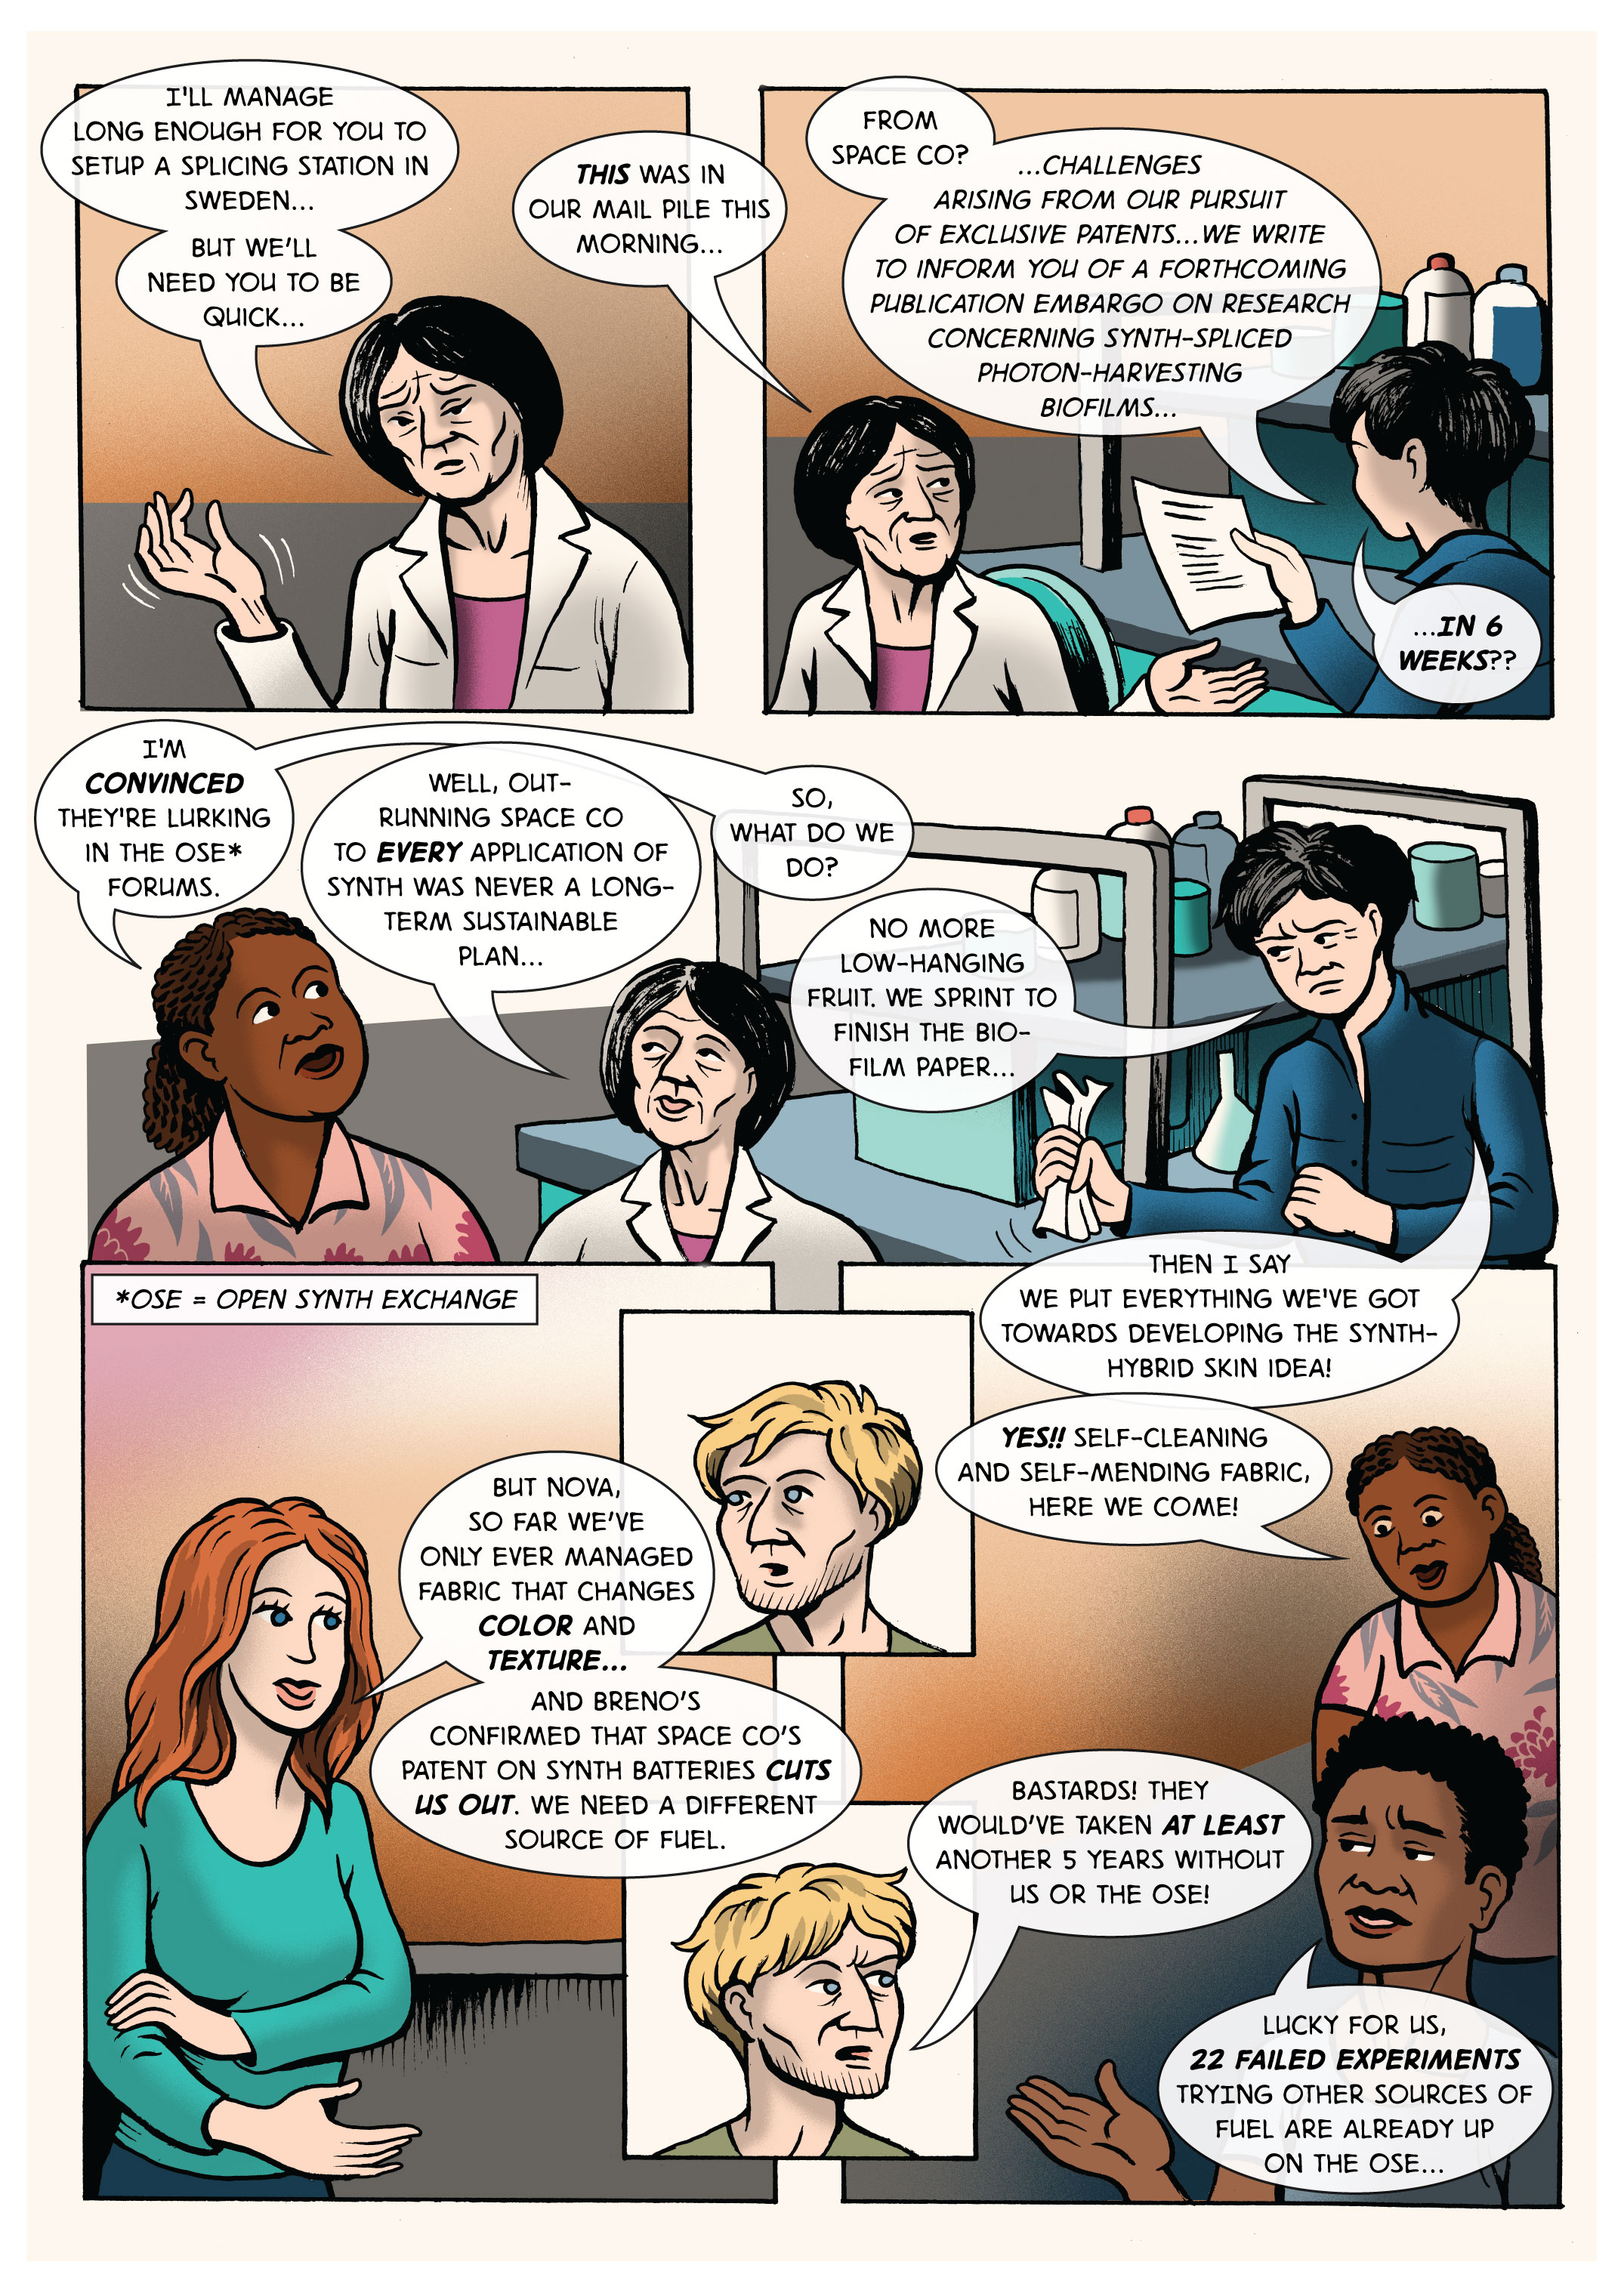 I'LL MANAGE
LONG ENOUGH FOR YOU TO
SETUP A SPLICING STATION IN
SWEDEN...
BUT WE'LL
NEED YOU TO BE
QUICK...
THIS WAS IN
OUR MAIL PILE THIS
MORNING...
FROM
SPACE CO?
...CHALLENGES
ARISING FROM OUR PURSUIT
OF EXCLUSIVE PATENTS...WE WRITE
TO INFORM YOU OF A FORTHCOMING
PUBLICATION EMBARGO ON RESEARCH
CONCERNING SYNTH-SPLICED
PHOTON-HARVESTING
BIOFILMS...
...IN 6
WEEKS??
I'M
CONVINCED
THEY'RE LURKING
IN THE OSE*
FORUMS.
WELL, OUT-
RUNNING SPACE CO
TO EVERY APPLICATION OF
SYNTH WAS NEVER A LONG-
TERM SUSTAINABLE
PLAN...
SO,
WHAT DO WE
DO?
NO MORE
LOW-HANGING
FRUIT. WE SPRINT TO
FINISH THE BIO-
FILM PAPER...
THEN I SAY
WE PUT EVERYTHING WE'VE GOT
TOWARDS DEVELOPING THE SYNTH-
HYBRID SKIN IDEA!
*OSE = OPEN SYNTH EXCHANGE
YES!! SELF-CLEANING
AND SELF-MENDING FABRIC,
HERE WE COME!
BUT NOVA,
SO FAR WE'VE
ONLY EVER MANAGED
FABRIC THAT CHANGES
COLOR AND
TEXTURE...
AND BRENO'S
CONFIRMED THAT SPACE CO'S
PATENT ON SYNTH BATTERIES CUTS
US OUT. WE NEED A DIFFERENT
SOURCE OF FUEL.
BASTARDS! THEY
WOULD'VE TAKEN AT LEAST
ANOTHER 5 YEARS WITHOUT
US OR THE OSE!
LUCKY FOR US,
22 FAILED EXPERIMENTS
TRYING OTHER SOURCES OF
FUEL ARE ALREADY UP
ON THE OSE...